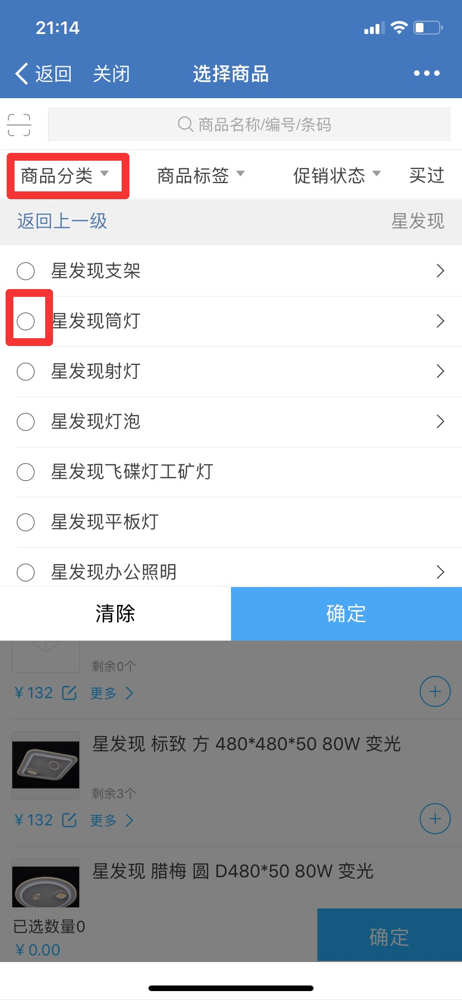 21:14
返回 关闭 选择商品
商品名称/编号/条码
商品分类 商品标签 促销状态 买过
返回上一级 星发现
星发现支架
星发现筒灯
星发现射灯
星发现灯泡
星发现飞碟灯工矿灯
星发现平板灯
星发现办公照明
清除 确定
剩余0个
¥132 更多
星发现 标致 方 480*480*50 80W 变光
剩余3个
¥132 更多
星发现 腊梅 圆 D480*50 80W 变光
已选数量0
¥0.00
确定